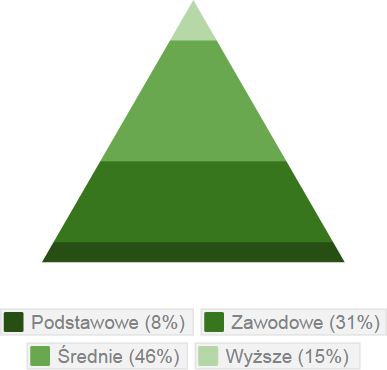 Podstawowe (8%) Zawodowe (31%)
Średnie (46%) Wyższe (15%)